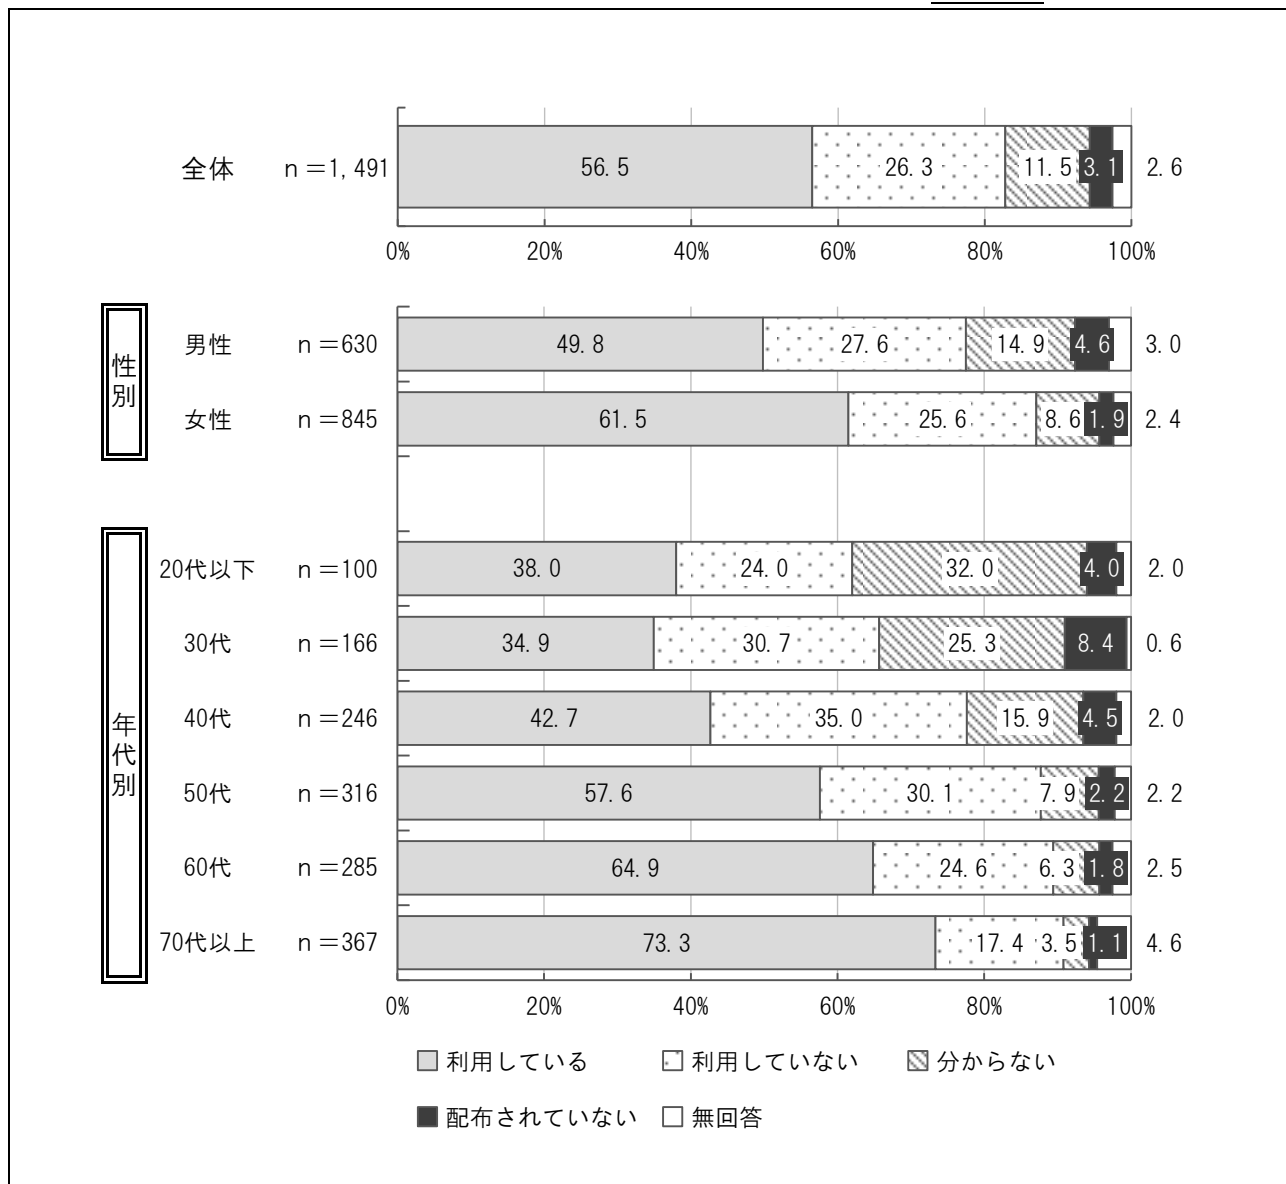 全体 n=1,491 56.5 26.3 11.5 3.1 2.6
0% 20% 40% 60% 80% 100%
性別
男性 n=630 49.8 27.6 14.9 4.6 3.0
女性 n=845 61.5 25.6 8.6 1.9 2.4
年代別
20代以下 n=100 38.0 24.0 32.0 4.0 2.0
30代 n=166 34.9 30.7 25.3 8.4 0.6
40代 n=246 42.7 35.0 15.9 4.5 2.0
50代 n=316 57.6 30.1 7.9 2.2 2.2
60代 n=285 64.9 24.6 6.3 1.8 2.5
70代以上 n=367 73.3 17.4 3.5 1.1 4.6
0% 20% 40% 60% 80% 100%
利用している 利用していない 分からない
配布されていない 無回答